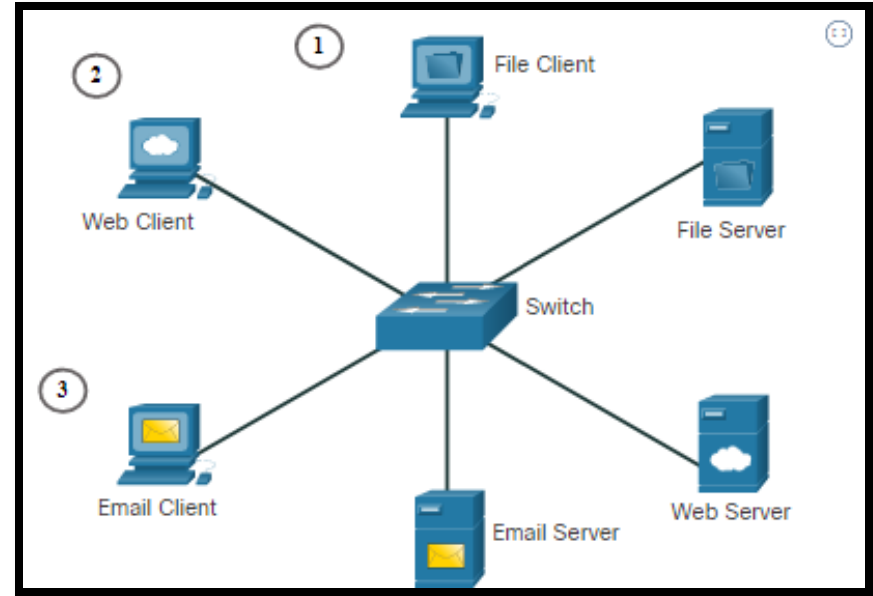 1
File Client
2
Web Client
File Server
Switch
3
Email Client
Email Server
Web Server